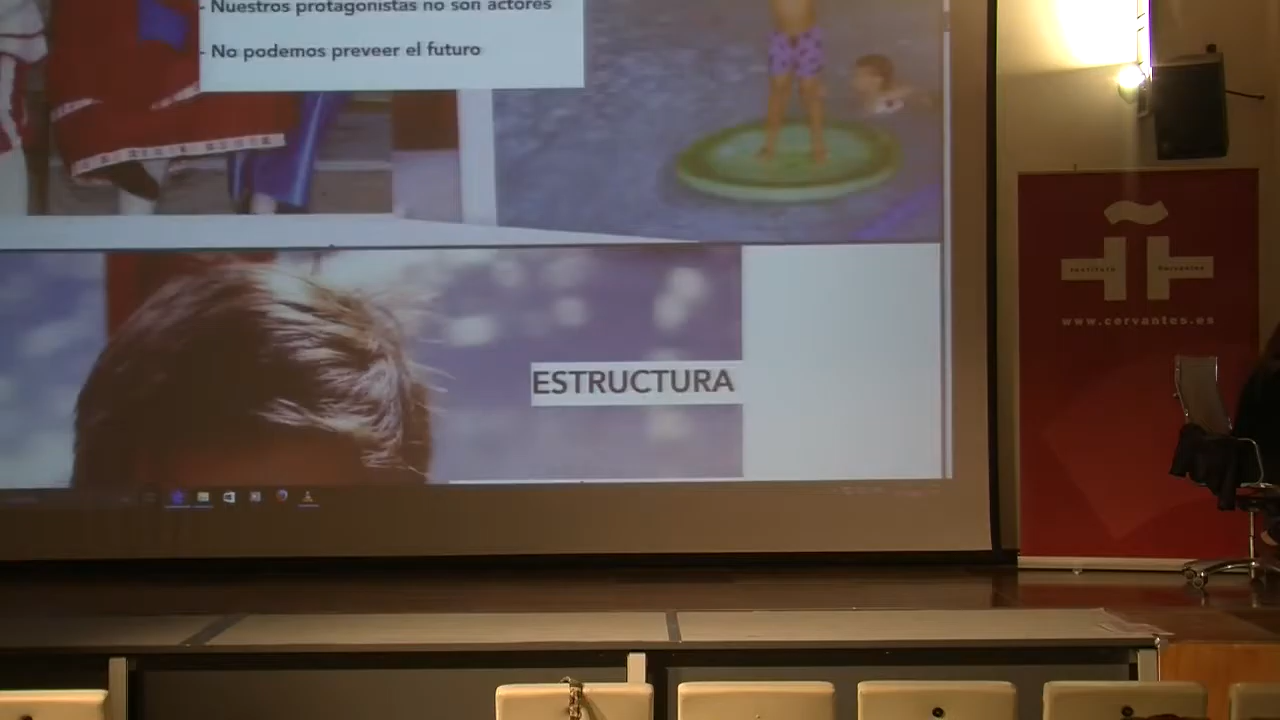 - Nuestros protagonistas no son actores
- No podemos preveer el futuro
ESTRUCTURA
INSTITUTO CERVANTES
www.cervantes.es